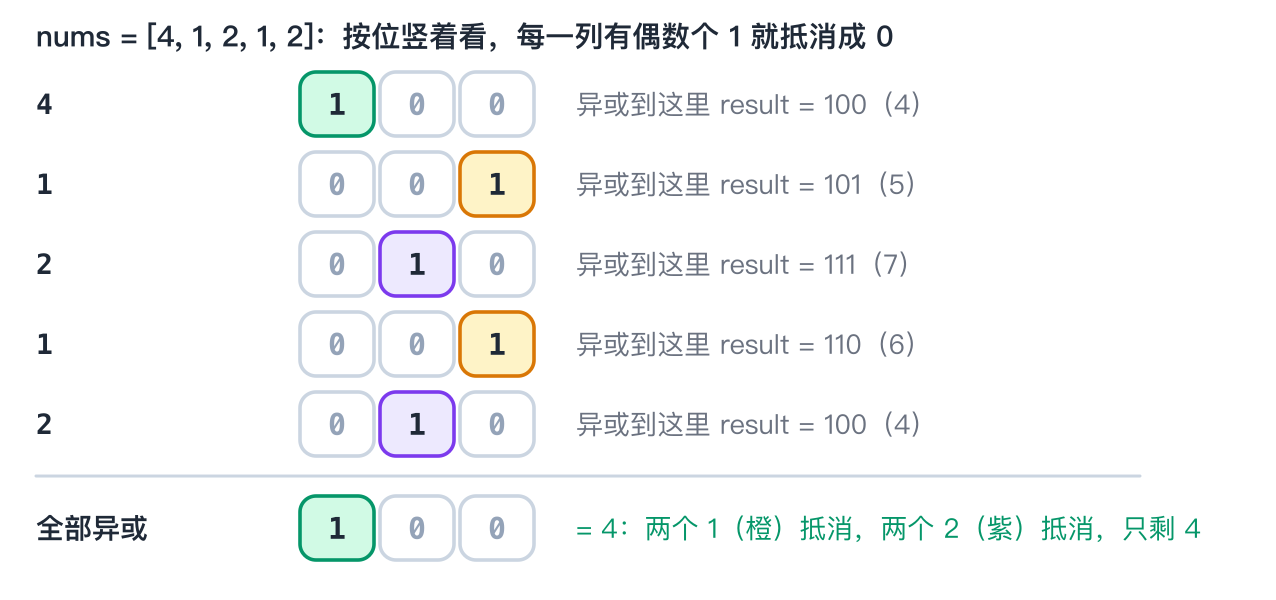 nums = [4, 1, 2, 1, 2]：按位竖着看，每一列有偶数个 1 就抵消成 0
4 1 0 0 异或到这里 result = 100（4）
1 0 0 1 异或到这里 result = 101（5）
2 0 1 0 异或到这里 result = 111（7）
1 0 0 1 异或到这里 result = 110（6）
2 0 1 0 异或到这里 result = 100（4）
全部异或 1 0 0 = 4：两个 1（橙）抵消，两个 2（紫）抵消，只剩 4